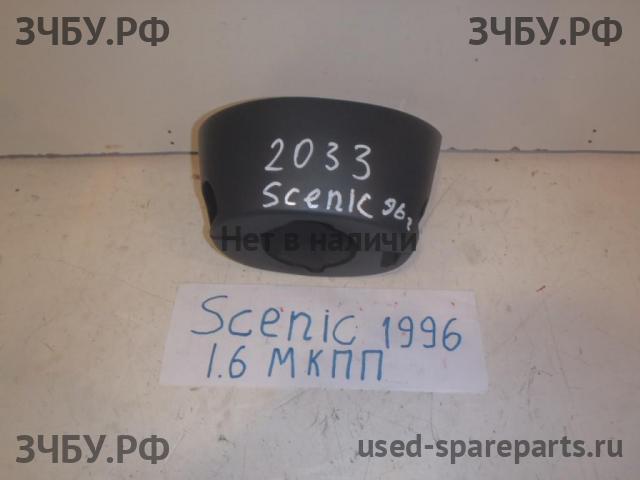 ЗЧБУ.РФ ЗЧБУ.РФ
2033
Scenic 96г
Нет в наличи
Scenic 1996
1.6 МКПП
ЗЧБУ.РФ used-spareparts.ru